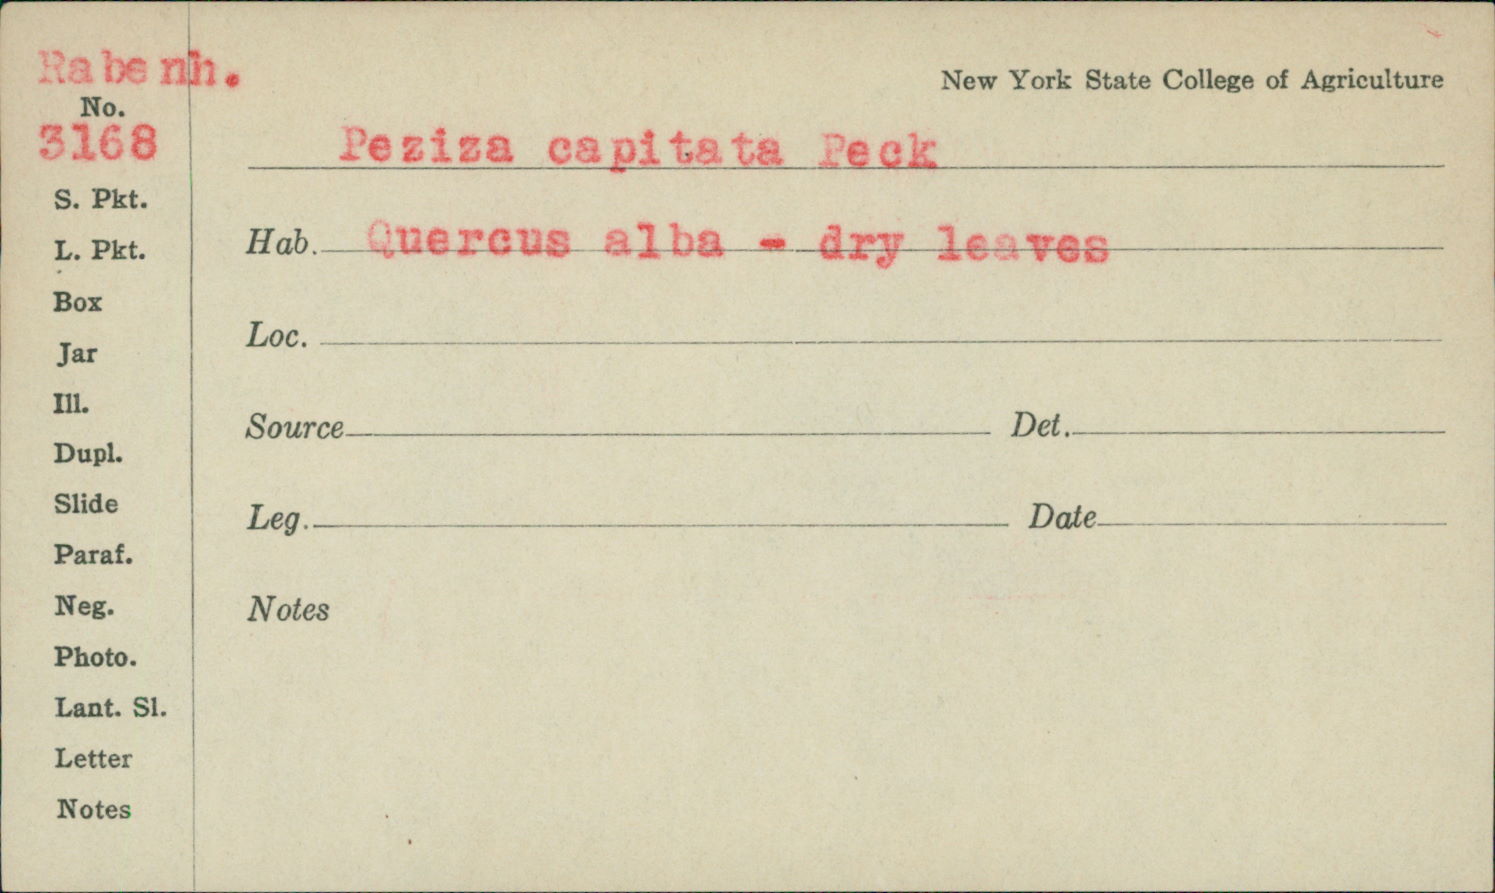 Rabenh.
New York State College of Agriculture
No.
3168
Peziza capitata Peck
S. Pkt.
Hab. Quercus alba - dry leaves
L. Pkt.
Box
Loc.
Jar
Ill.
Source Det.
Dupl.
Slide
Leg. Date
Paraf.
Neg.
Notes
Photo.
Lant. Sl.
Letter
Notes